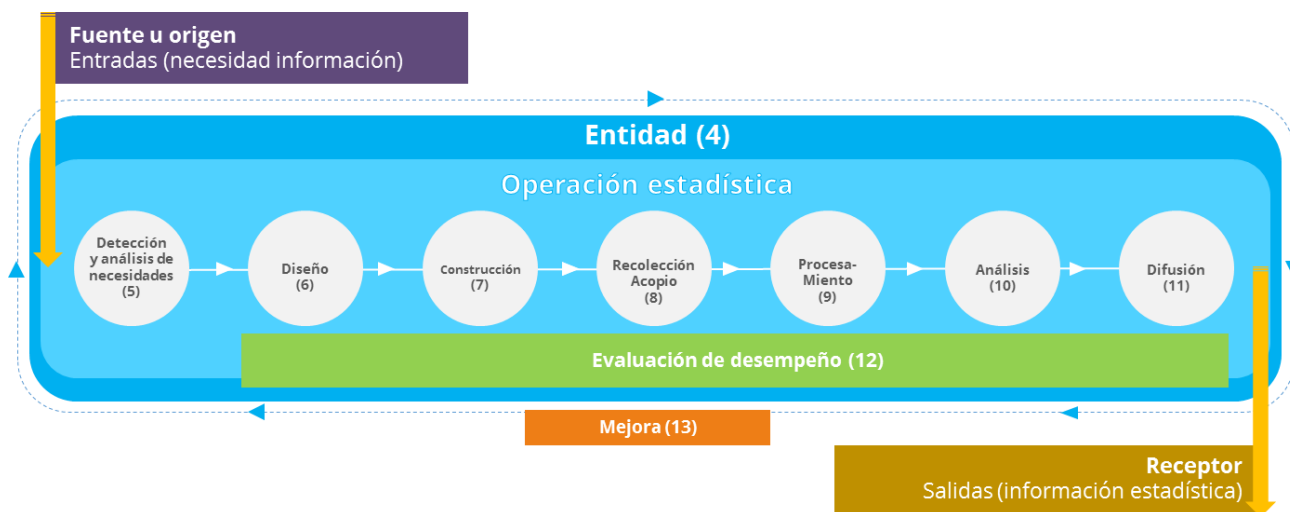 Fuente u origen
Entradas (necesidad información)
Entidad (4)
Operación estadística
Detección
y análisis de
necesidades
(5)
Diseño
(6)
Construcción
(7)
Recolección
Acopio
(8)
Procesa-
Miento
(9)
Análisis
(10)
Difusión
(11)
Evaluación de desempeño (12)
Mejora (13)
Receptor
Salidas (información estadística)